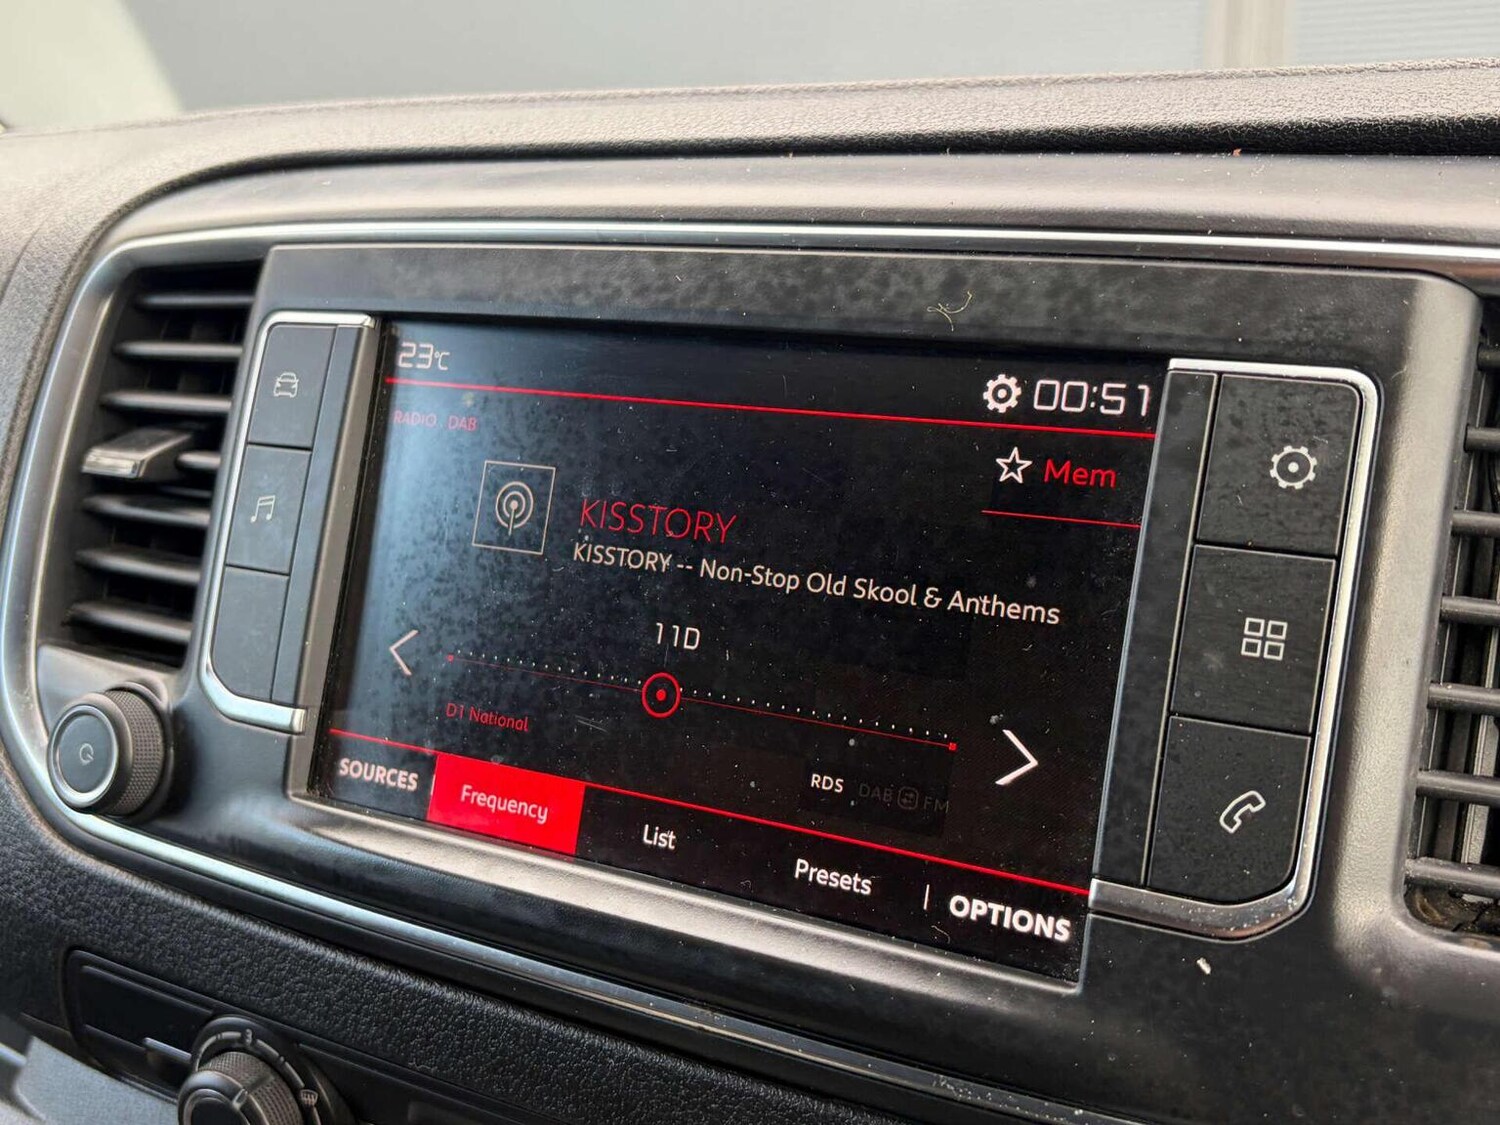 23°C
00:51
RADIO DAB
Mem
KISSTORY
KISSTORY -- Non-Stop Old Skool & Anthems
11D
D1 National
RDS DAB FM
SOURCES Frequency List Presets | OPTIONS